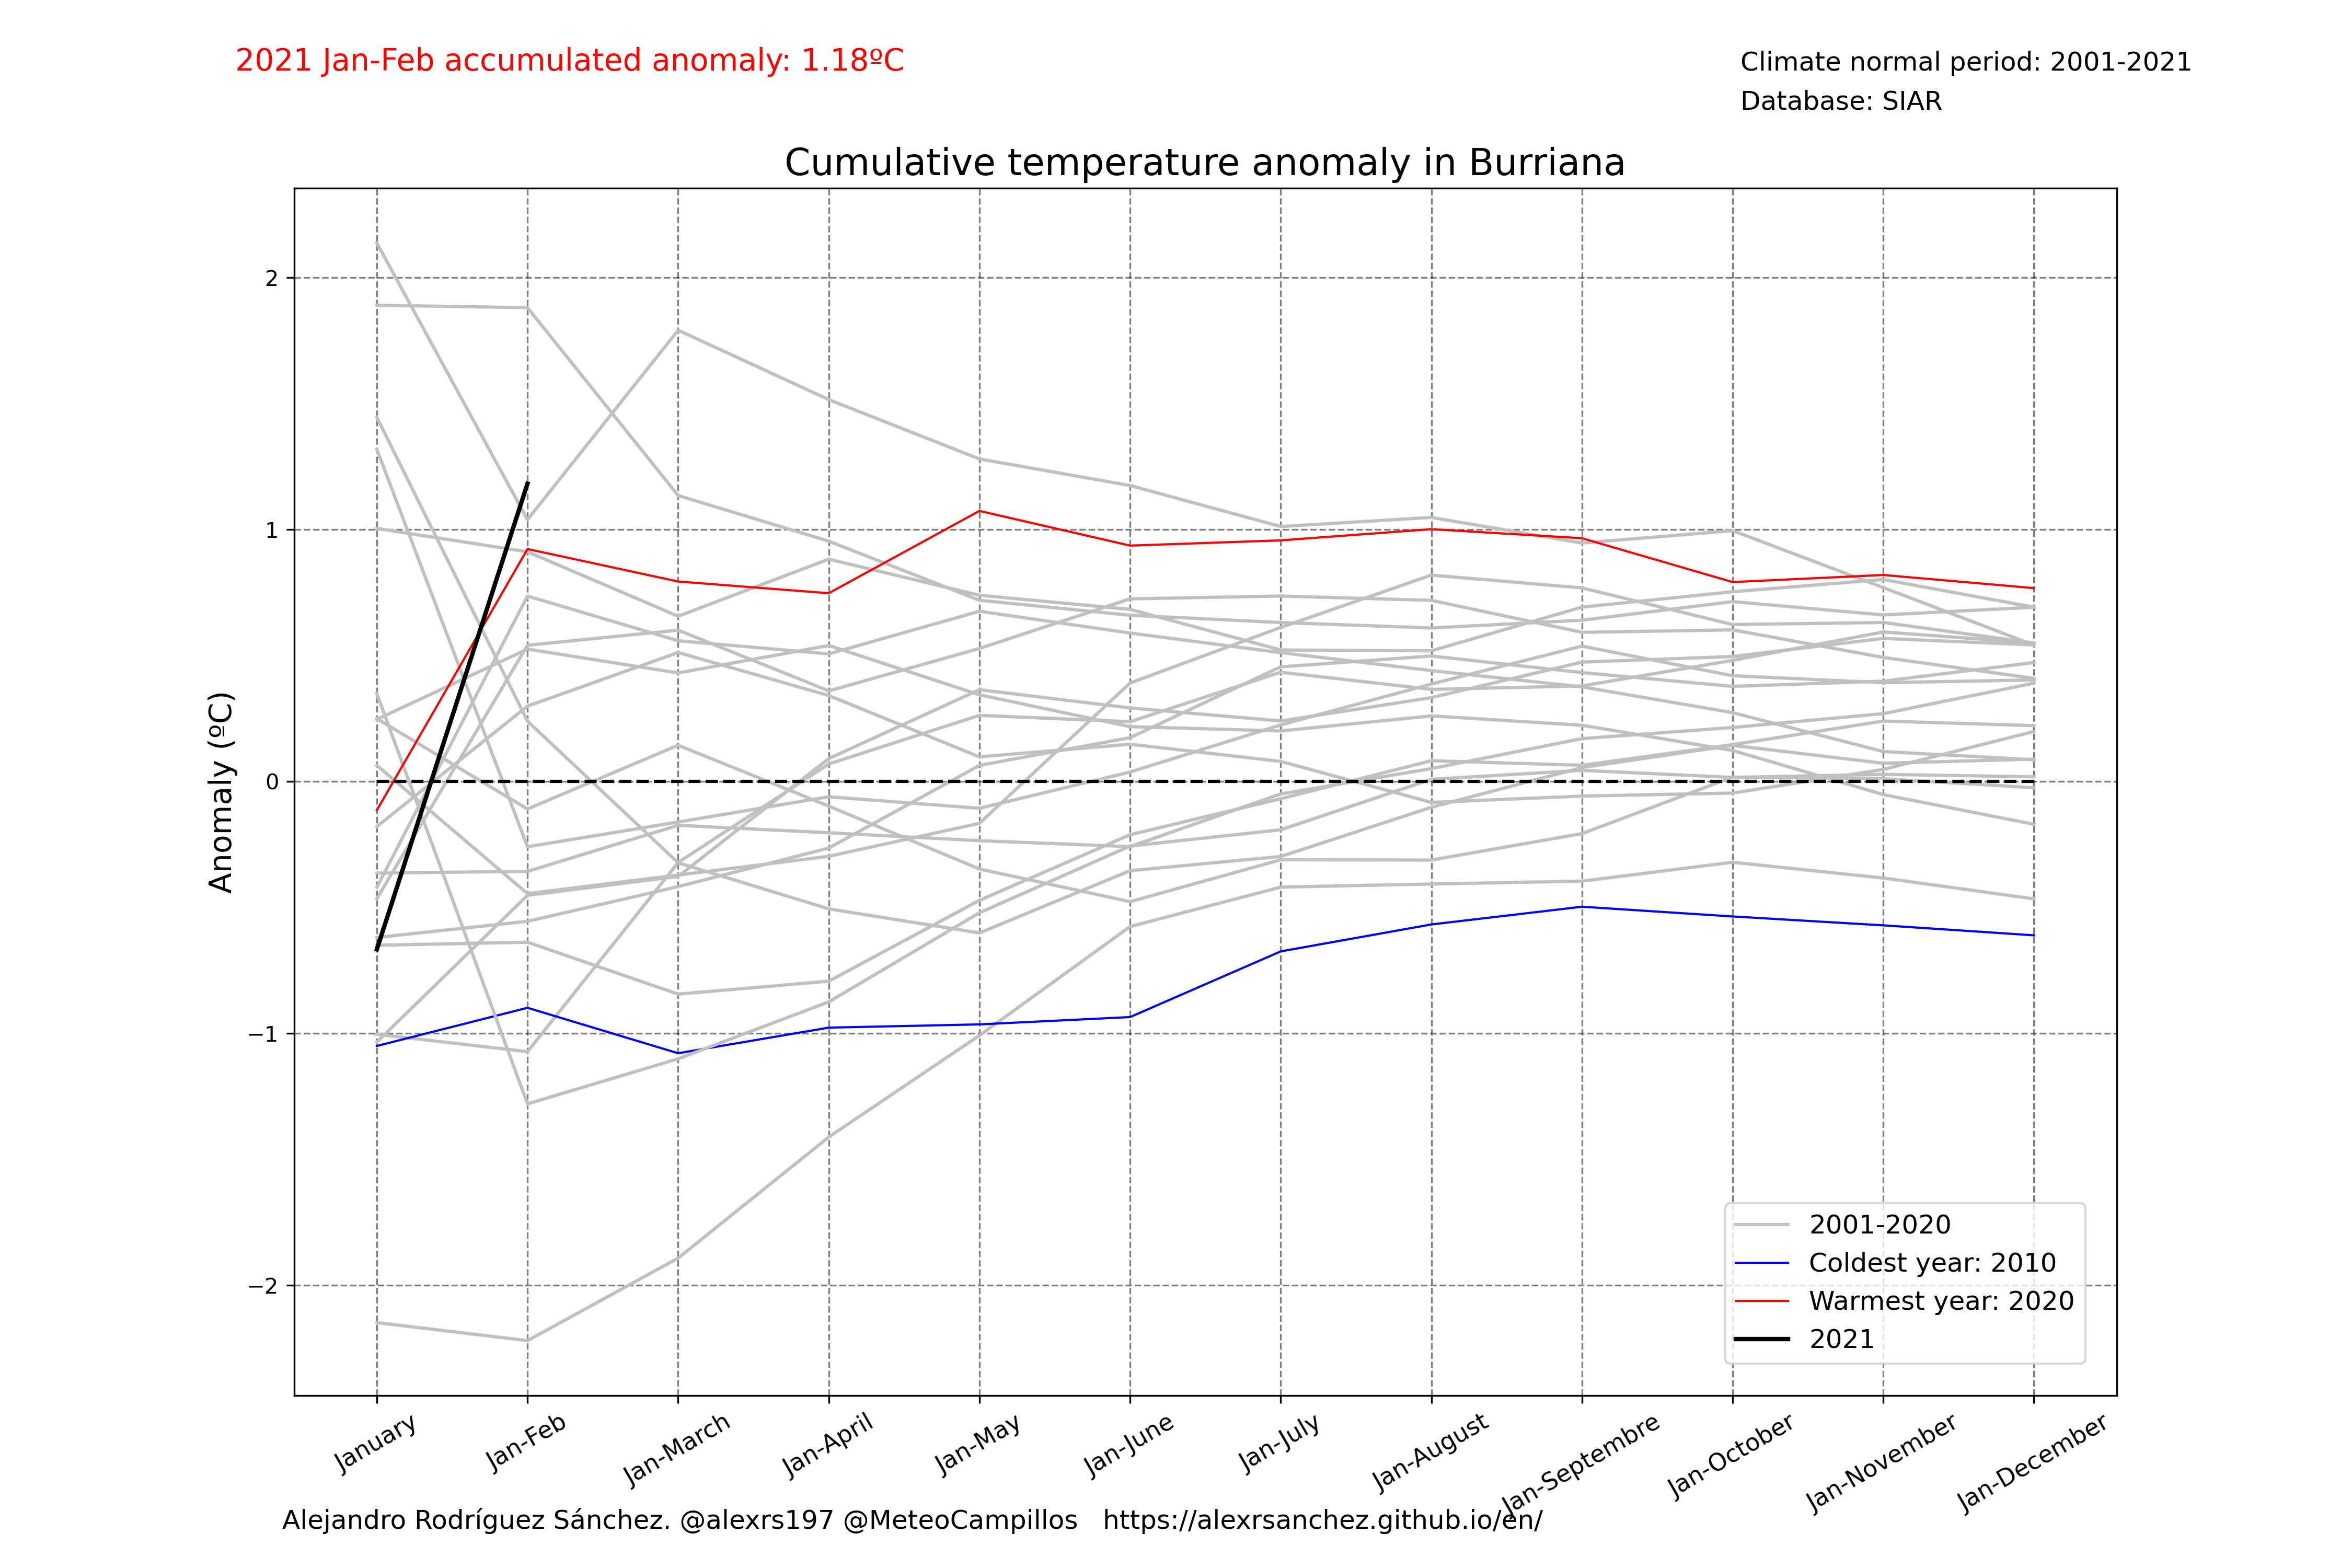 2021 Jan-Feb accumulated anomaly: 1.18ºC
Climate normal period: 2001-2021
Database: SIAR
Cumulative temperature anomaly in Burriana
Anomaly (ºC)
2
1
0
−1
−2
2001-2020
Coldest year: 2010
Warmest year: 2020
2021
January
Jan-Feb
Jan-March
Jan-April
Jan-May
Jan-June
Jan-July
Jan-August
Jan-Septembre
Jan-October
Jan-November
Jan-December
Alejandro Rodríguez Sánchez. @alexrs197 @MeteoCampillos   https://alexrsanchez.github.io/en/